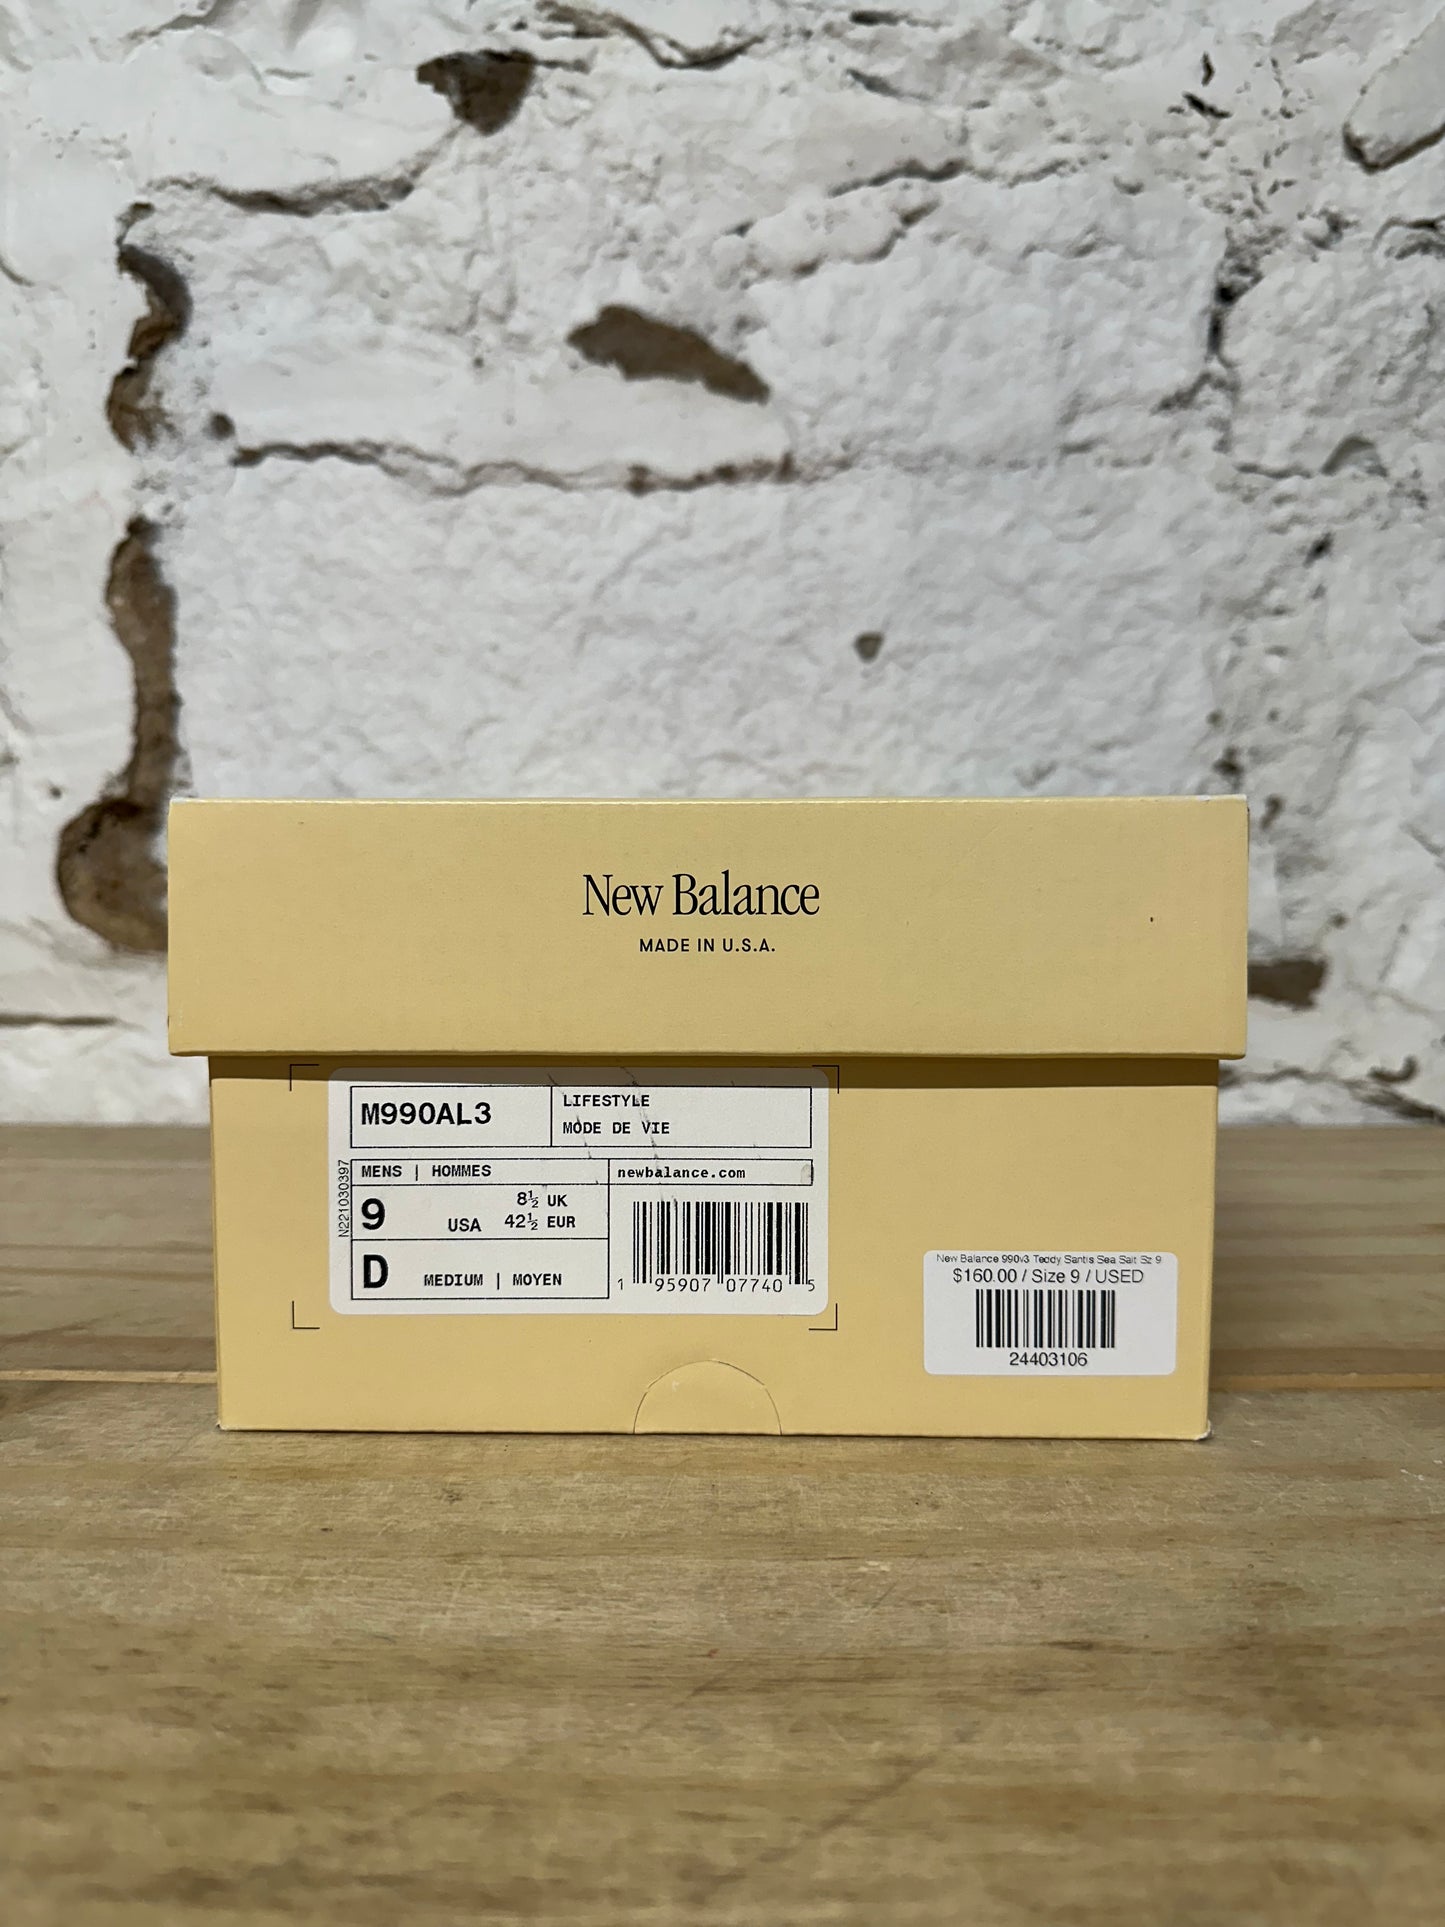 New Balance
MADE IN U.S.A.
M990AL3
LIFESTYLE
MODE DE VIE
N221030397
MENS | HOMMES
newbalance.com
9 USA 8½ UK
42½ EUR
D MEDIUM | MOYEN
1 95907 07740 5
New Balance 990v3 Teddy Santis Sea Salt Sz 9
$160.00 / Size 9 / USED
24403106